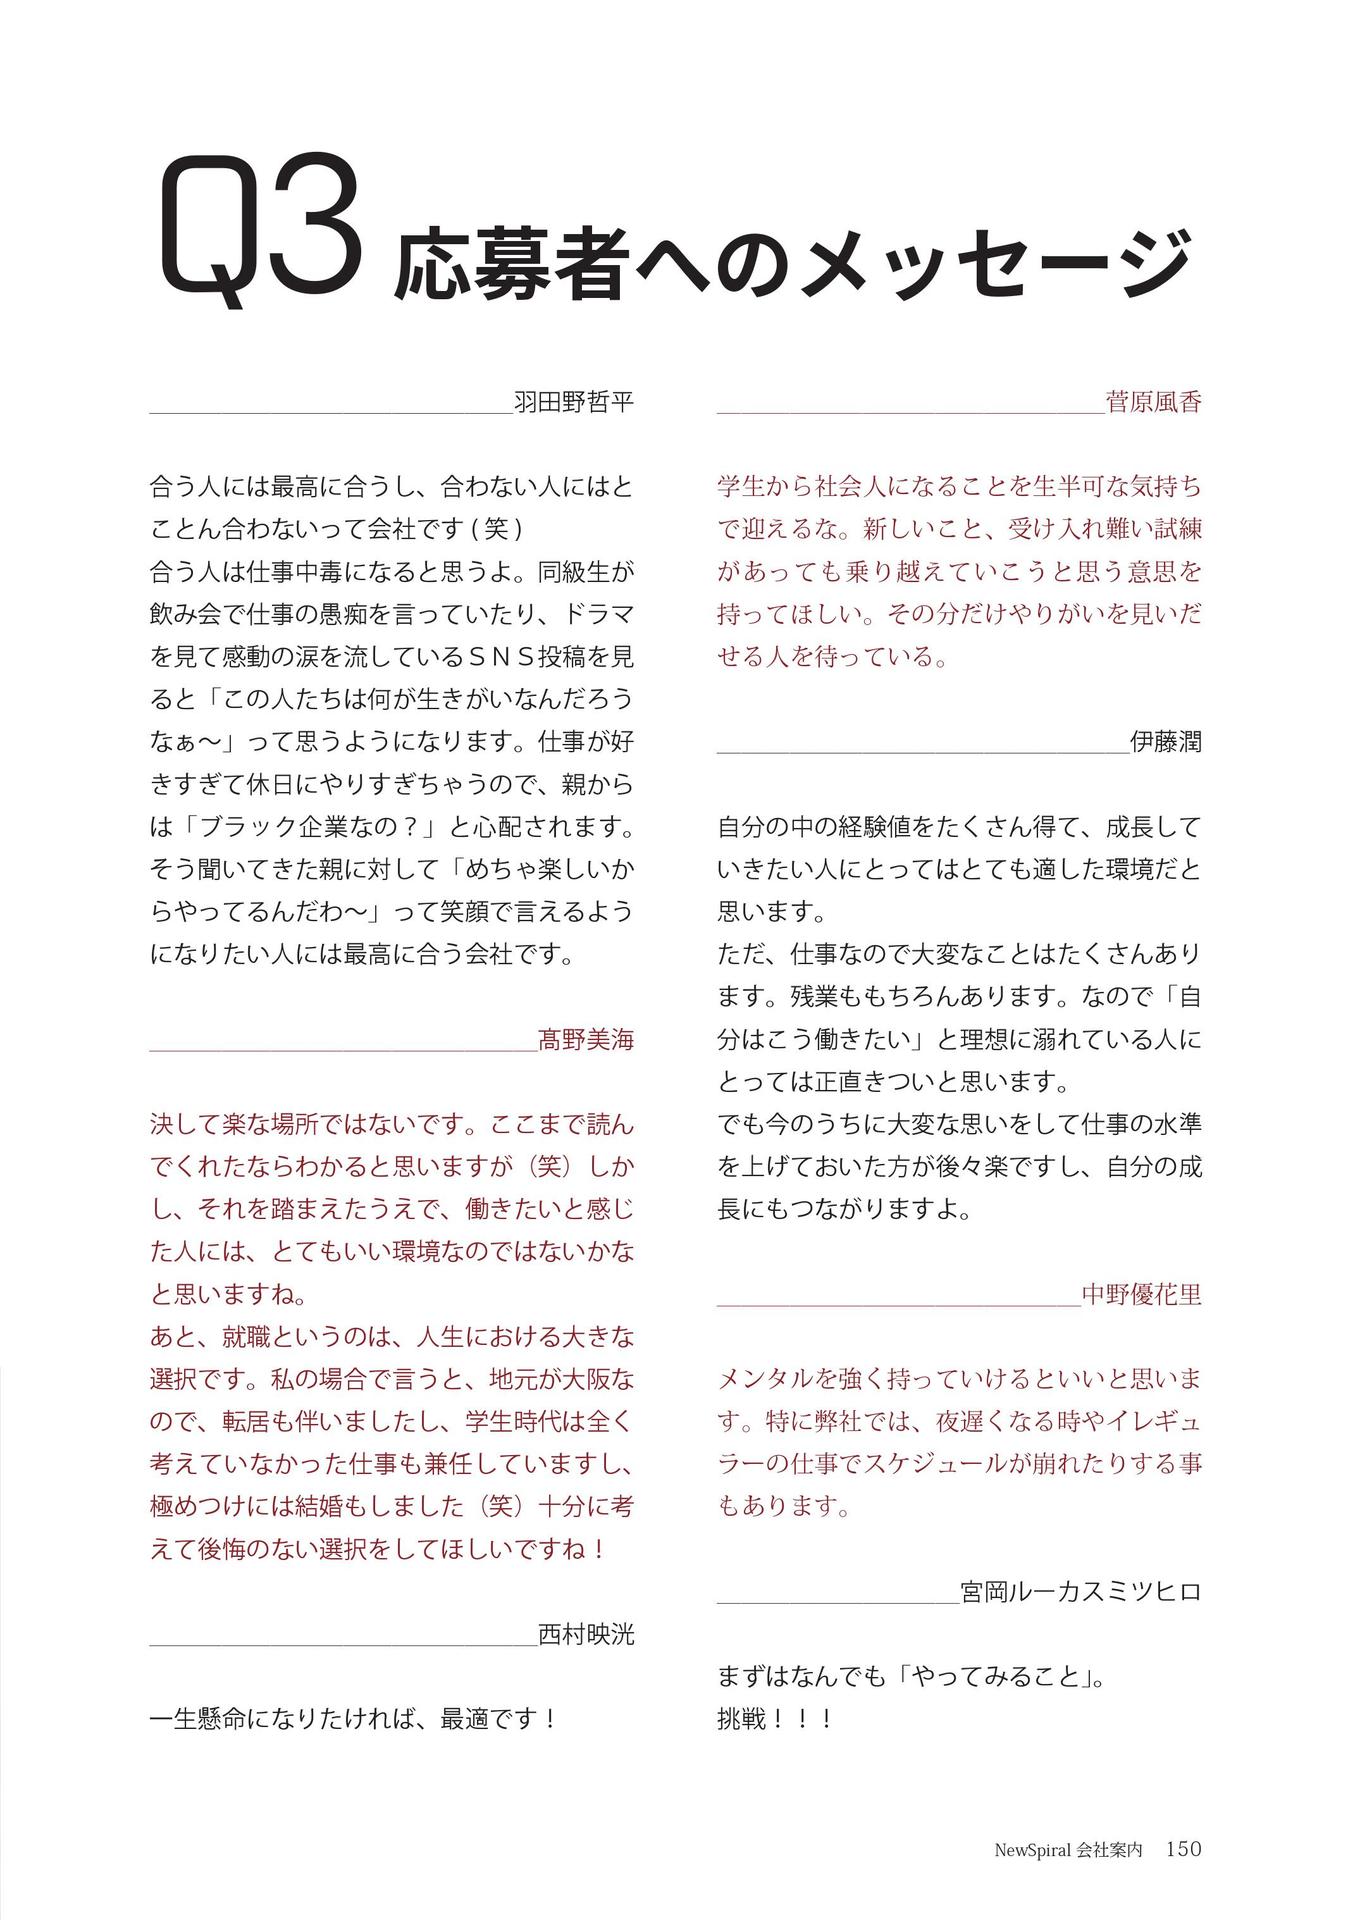 Q3 応募者へのメッセージ
羽田野哲平
合う人には最高に合うし、合わない人にはと
ことん合わないって会社です ( 笑 )
合う人は仕事中毒になると思うよ。同級生が
飲み会で仕事の愚痴を言っていたり、ドラマ
を見て感動の涙を流しているＳＮＳ投稿を見
ると「この人たちは何が生きがいなんだろう
なぁ〜」って思うようになります。仕事が好
きすぎて休日にやりすぎちゃうので、親から
は「ブラック企業なの？」と心配されます。
そう聞いてきた親に対して「めちゃ楽しいか
らやってるんだわ〜」って笑顔で言えるよう
になりたい人には最高に合う会社です。
髙野美海
決して楽な場所ではないです。ここまで読ん
でくれたならわかると思いますが（笑）しか
し、それを踏まえたうえで、働きたいと感じ
た人には、とてもいい環境なのではないかな
と思いますね。
あと、就職というのは、人生における大きな
選択です。私の場合で言うと、地元が大阪な
ので、転居も伴いましたし、学生時代は全く
考えていなかった仕事も兼任していますし、
極めつけには結婚もしました（笑）十分に考
えて後悔のない選択をしてほしいですね！
西村映洸
一生懸命になりたければ、最適です！
菅原風香
学生から社会人になることを生半可な気持ち
で迎えるな。新しいこと、受け入れ難い試練
があっても乗り越えていこうと思う意思を
持ってほしい。その分だけやりがいを見いだ
せる人を待っている。
伊藤潤
自分の中の経験値をたくさん得て、成長して
いきたい人にとってはとても適した環境だと
思います。
ただ、仕事なので大変なことはたくさんあり
ます。残業ももちろんあります。なので「自
分はこう働きたい」と理想に溺れている人に
とっては正直きついと思います。
でも今のうちに大変な思いをして仕事の水準
を上げておいた方が後々楽ですし、自分の成
長にもつながりますよ。
中野優花里
メンタルを強く持っていけるといいと思いま
す。特に弊社では、夜遅くなる時やイレギュ
ラーの仕事でスケジュールが崩れたりする事
もあります。
宮岡ルーカスミツヒロ
まずはなんでも「やってみること」。
挑戦！！！
NewSpiral 会社案内 150